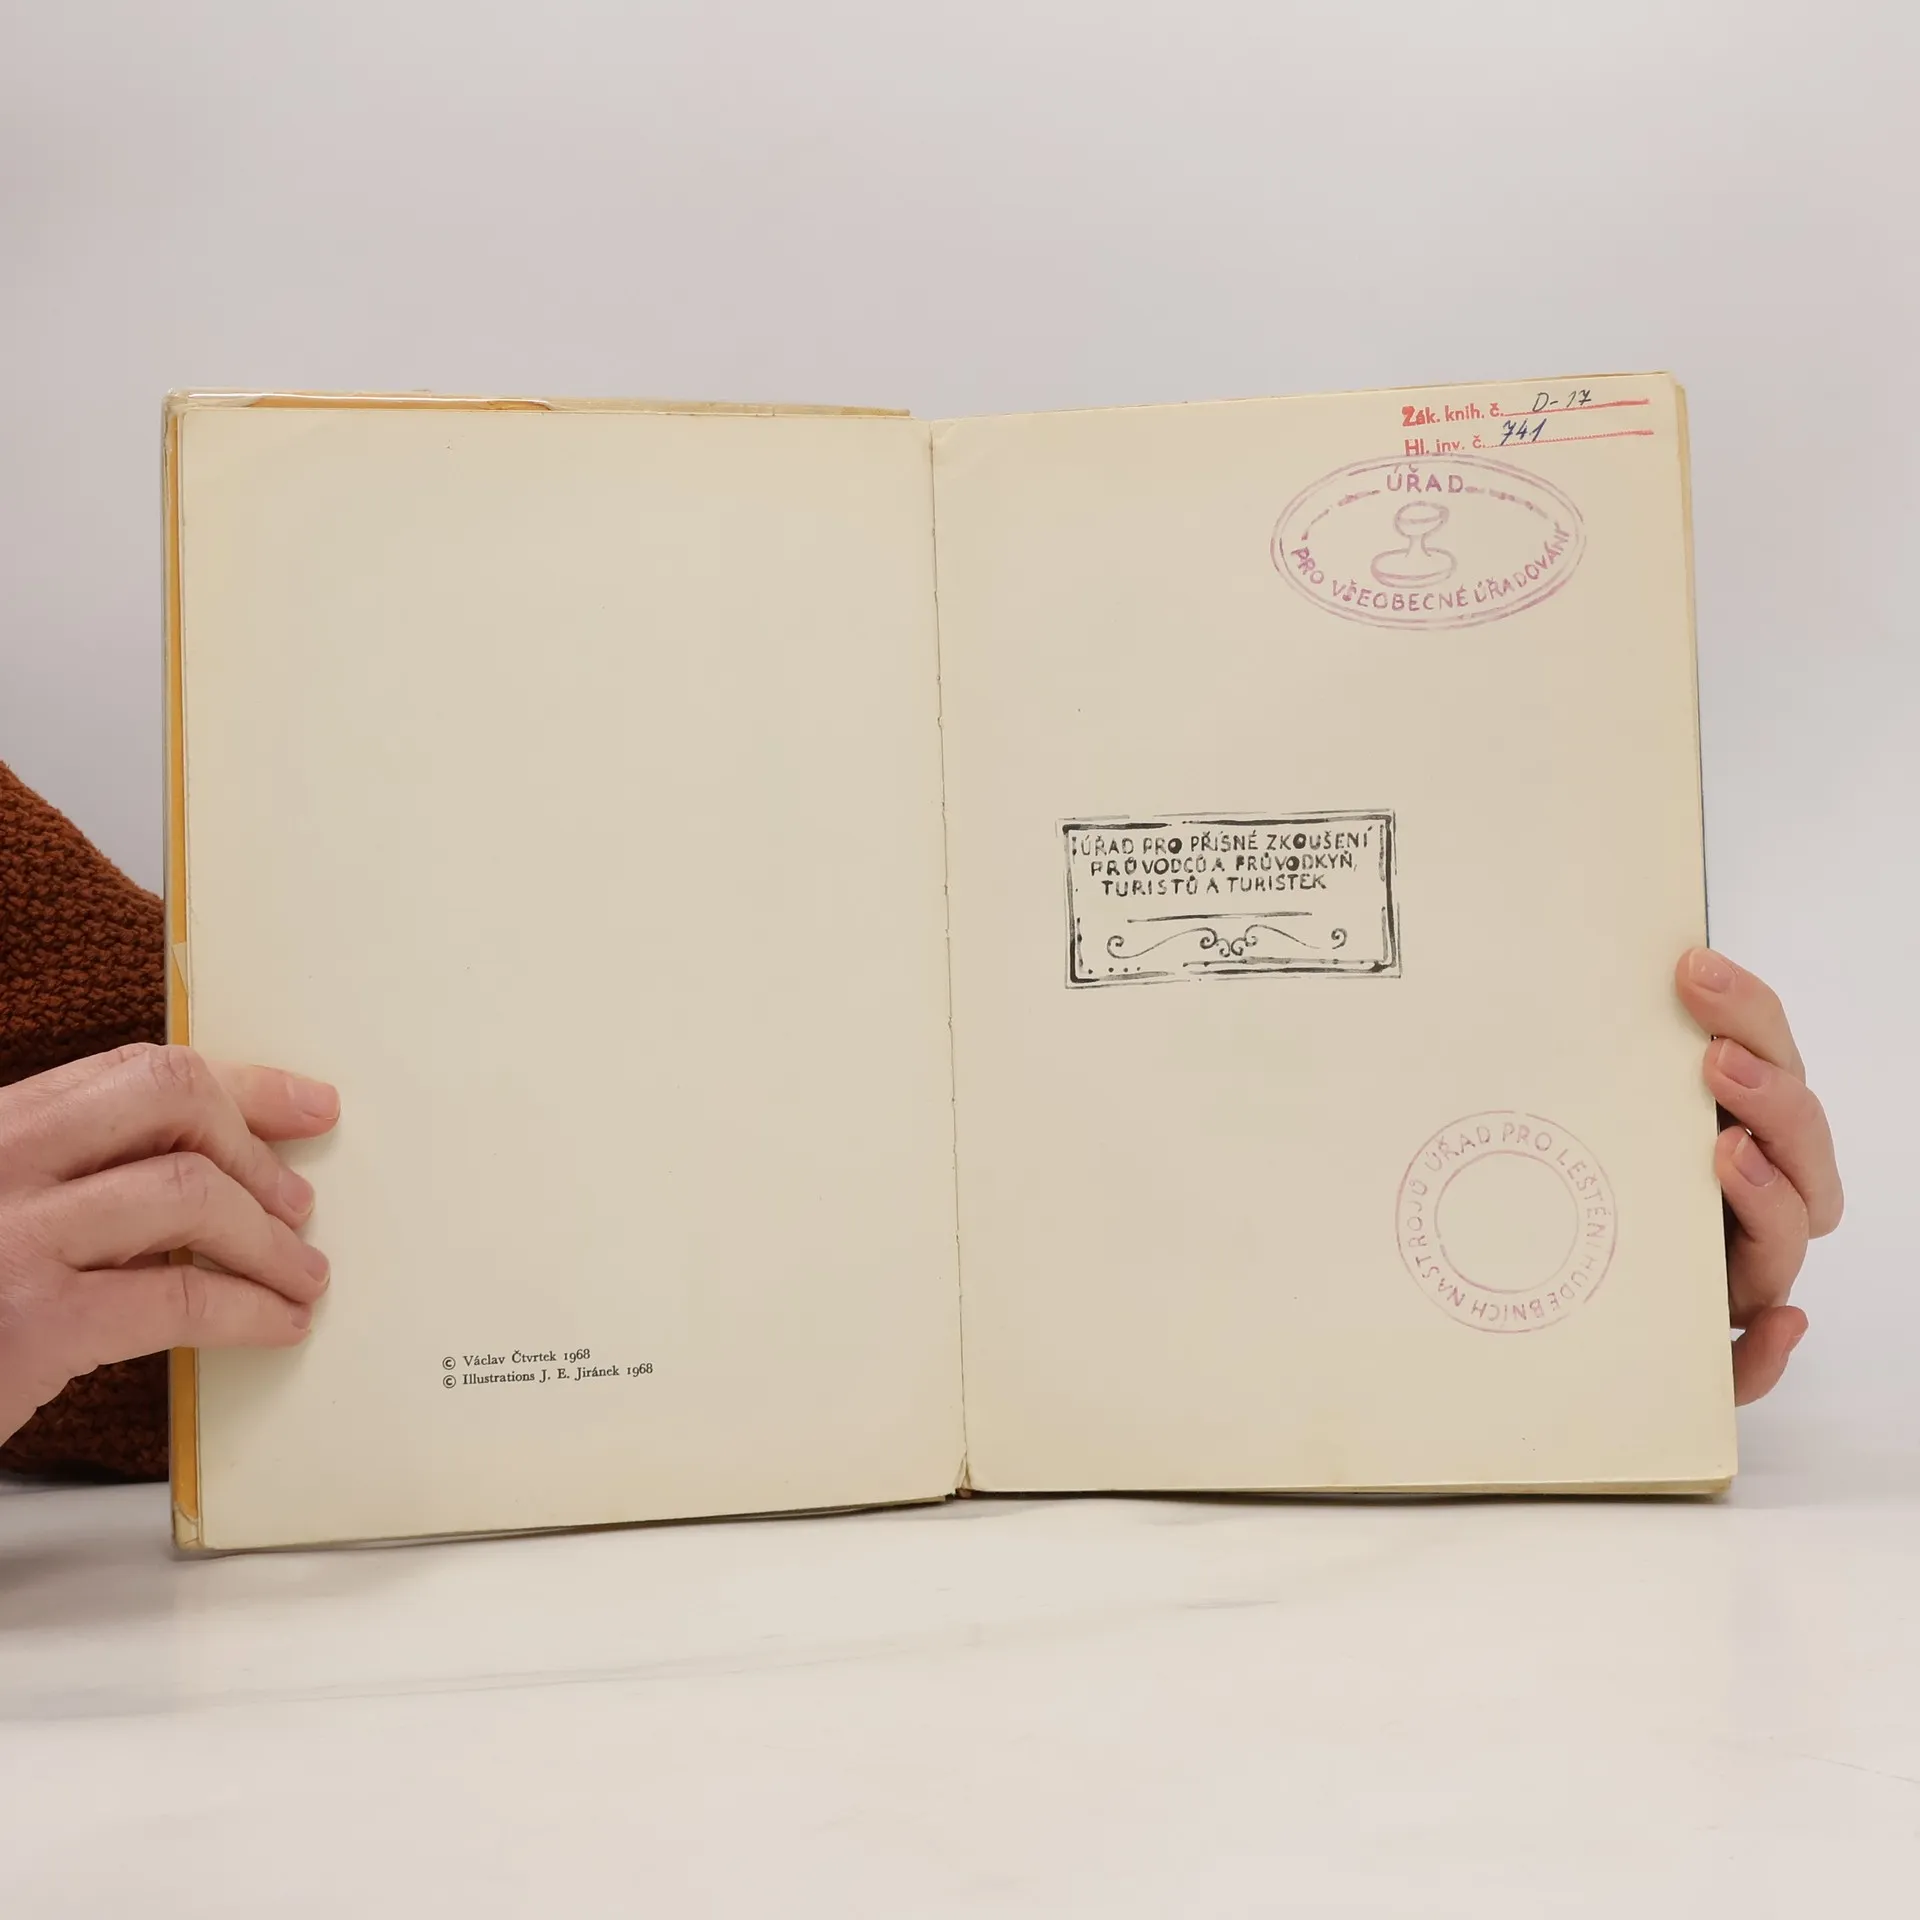 © Václav Čtvrtek 1968
© Illustrations J. E. Jiránek 1968
Zák. knih. č. D-17
Hl. inv. č. 741
ÚŘAD
PRO VŠEOBECNÉ ÚŘADOVÁNÍ
ÚŘAD PRO PŘÍSNÉ ZKOUŠENÍ
PRŮVODCŮ A PRŮVODKYŇ,
TURISTŮ A TURISTEK
ÚŘAD PRO LEŠTĚNÍ HUDEBNÍCH NÁSTROJŮ